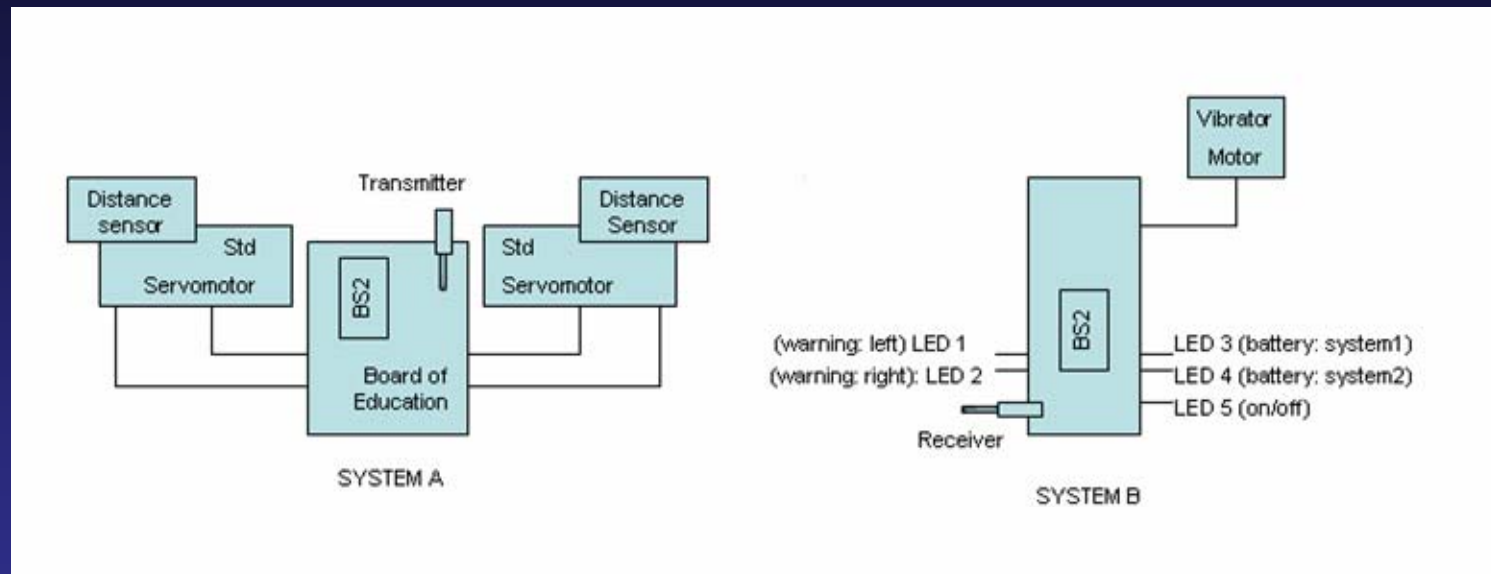 Distance
sensor
Std
Servomotor
Transmitter
BS2
Board of
Education
Distance
Sensor
Std
Servomotor
SYSTEM A
Vibrator
Motor
BS2
(warning: left) LED 1
(warning: right): LED 2
Receiver
LED 3 (battery: system1)
LED 4 (battery: system2)
LED 5 (on/off)
SYSTEM B